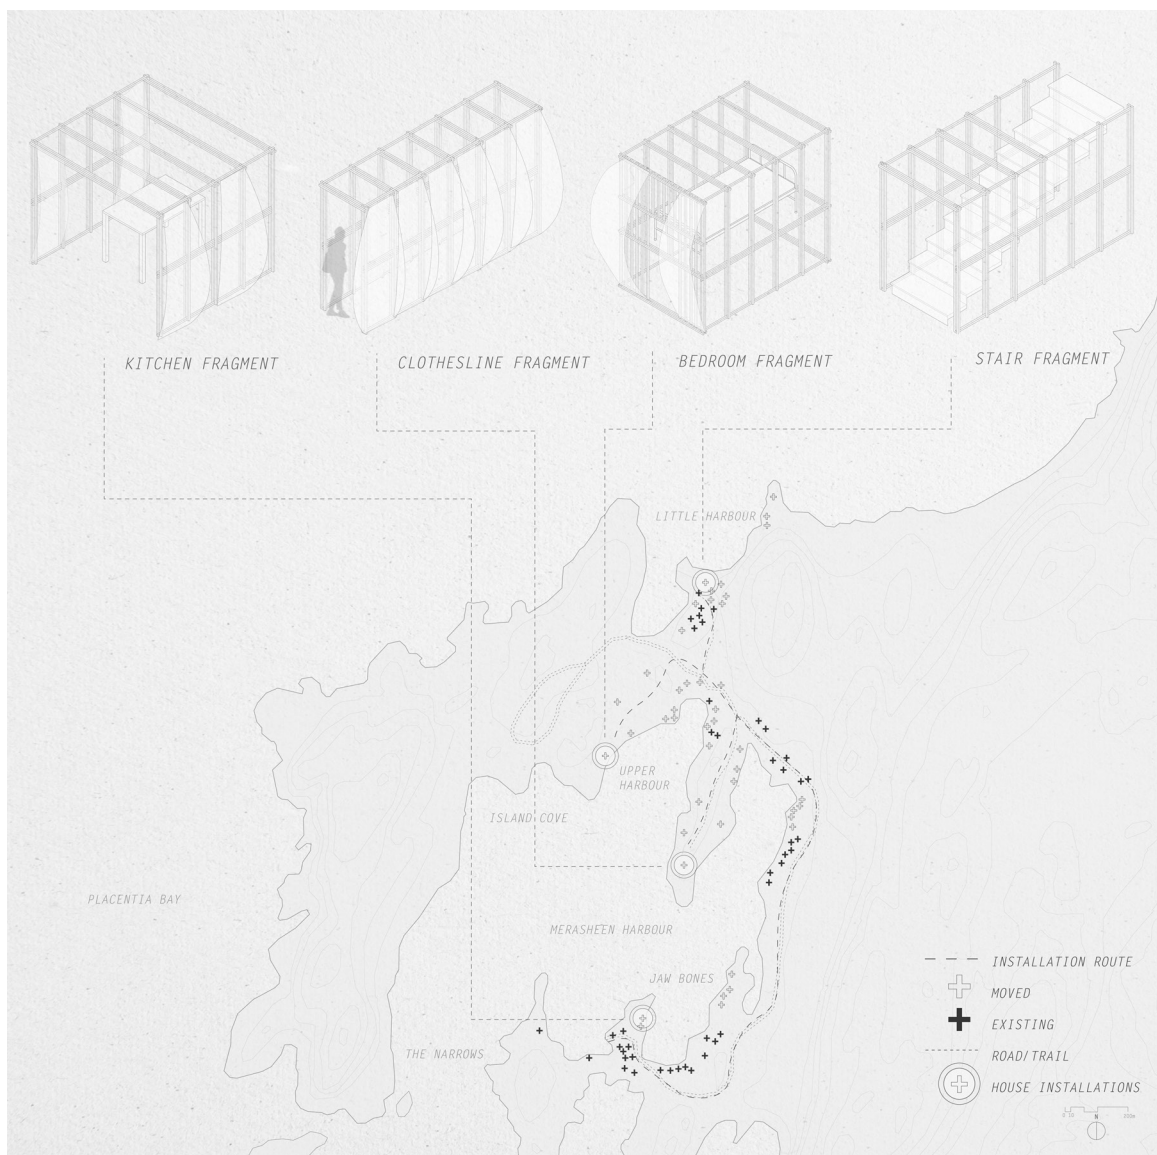 KITCHEN FRAGMENT
CLOTHESLINE FRAGMENT
BEDROOM FRAGMENT
STAIR FRAGMENT
LITTLE HARBOUR
UPPER
HARBOUR
ISLAND COVE
PLACENTIA BAY
MERASHEEN HARBOUR
JAW BONES
THE NARROWS
INSTALLATION ROUTE
MOVED
EXISTING
ROAD/TRAIL
HOUSE INSTALLATIONS
N